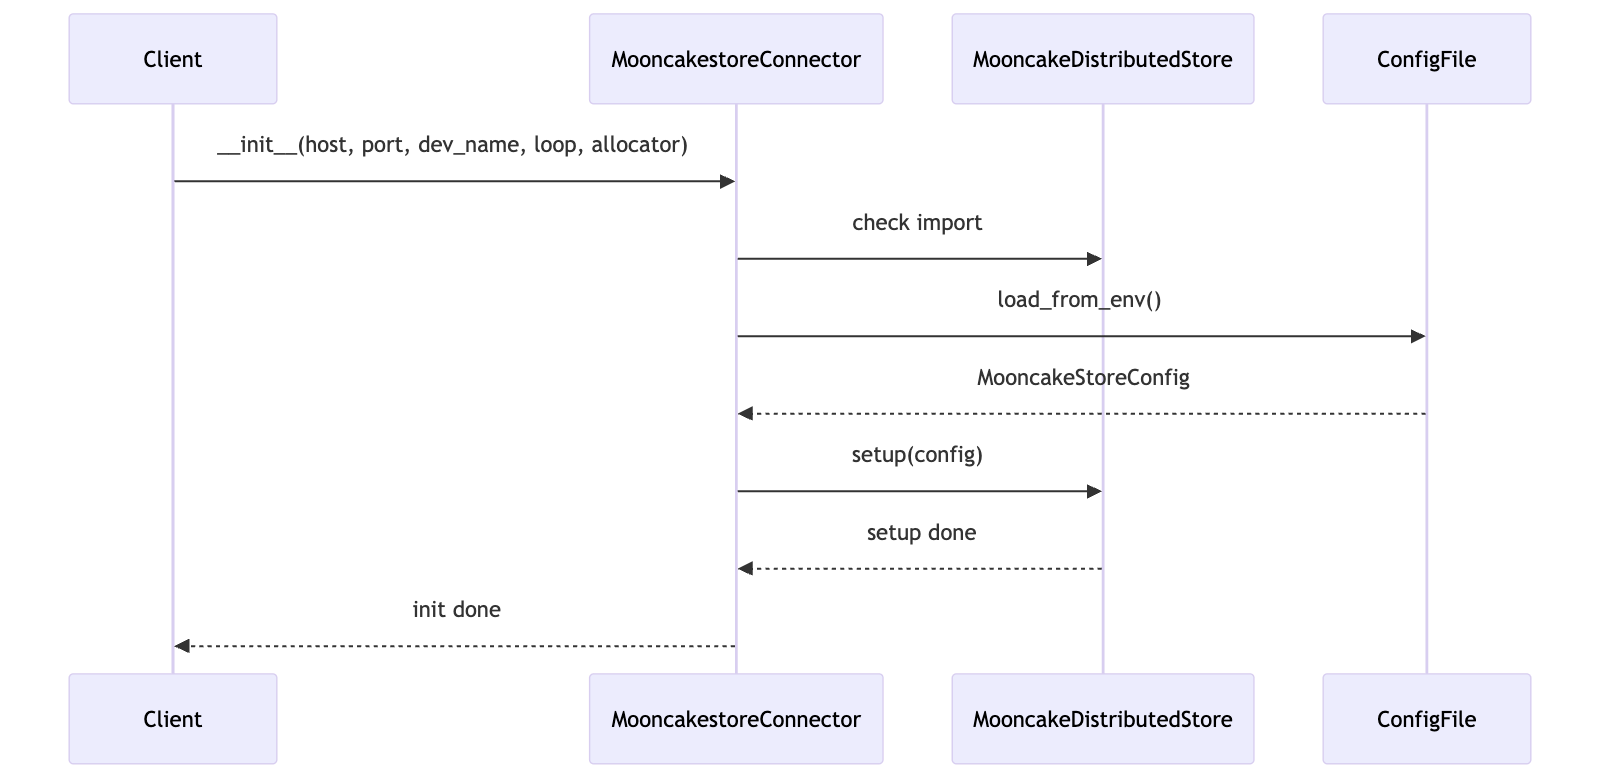 Client
MooncakestoreConnector
MooncakeDistributedStore
ConfigFile
__init__(host, port, dev_name, loop, allocator)
check import
load_from_env()
MooncakeStoreConfig
setup(config)
setup done
init done
Client
MooncakestoreConnector
MooncakeDistributedStore
ConfigFile